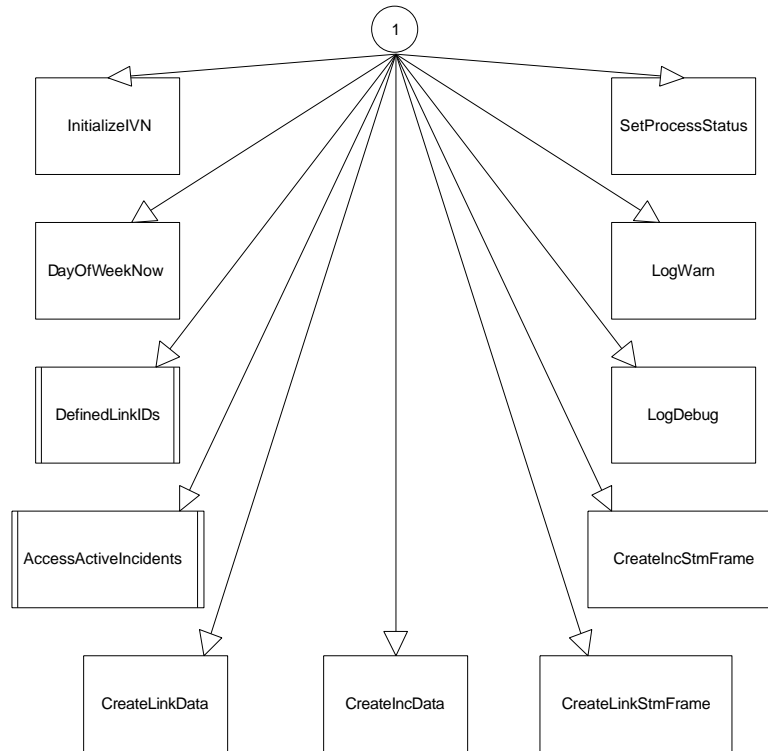 1
InitializeIVN
SetProcessStatus
DayOfWeekNow
LogWarn
DefinedLinkIDs
LogDebug
AccessActiveIncidents
CreateIncStmFrame
CreateLinkData
CreateIncData
CreateLinkStmFrame